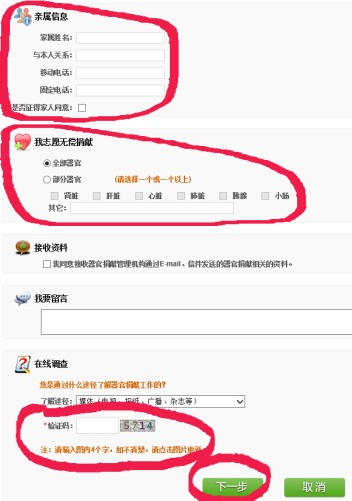 亲属信息
家属姓名:
与本人关系:
移动电话:
固定电话:
是否征得家人同意:
我志愿无偿捐献
全部器官
部分器官 (请选择一个或一个以上)
肾脏 肝脏 心脏 肺脏 胰腺 小肠
其它:
接收资料
我同意接收器官捐献管理机构通过E-mail、信件发送的器官捐献相关的资料。
我要留言
在线调查
您是通过什么途径了解器官捐献工作的?
了解途径: 媒体(电视、报纸、广播、杂志等)
*验证码: 5714
注:请输入图内4个字,如不清楚,请点击图片更新
下一步 取消